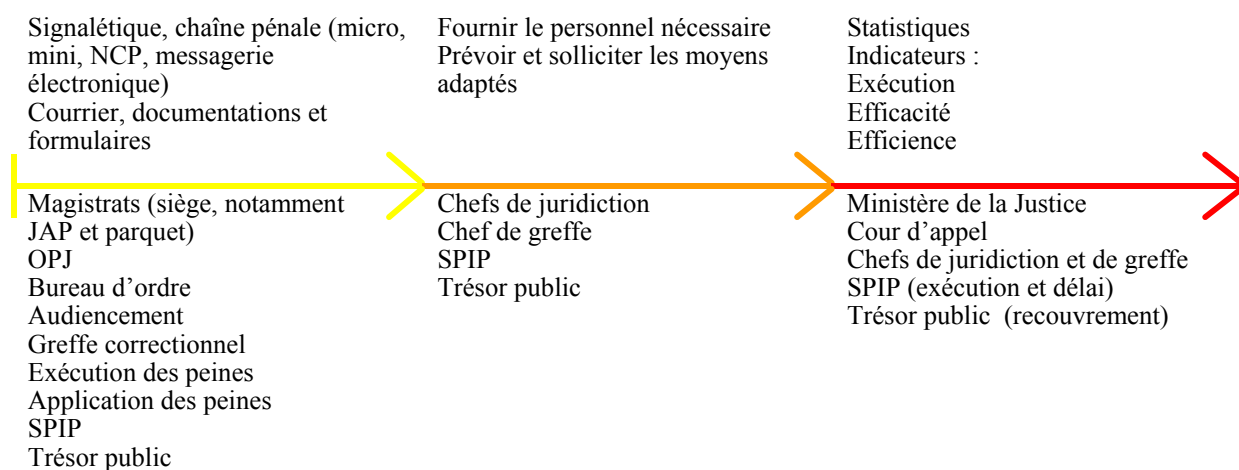 Signalétique, chaîne pénale (micro,
mini, NCP, messagerie
électronique)
Courrier, documentations et
formulaires
Fournir le personnel nécessaire
Prévoir et solliciter les moyens
adaptés
Statistiques
Indicateurs :
Exécution
Efficacité
Efficience
Magistrats (siège, notamment
JAP et parquet)
OPJ
Bureau d’ordre
Audiencement
Greffe correctionnel
Exécution des peines
Application des peines
SPIP
Trésor public
Chefs de juridiction
Chef de greffe
SPIP
Trésor public
Ministère de la Justice
Cour d’appel
Chefs de juridiction et de greffe
SPIP (exécution et délai)
Trésor public (recouvrement)